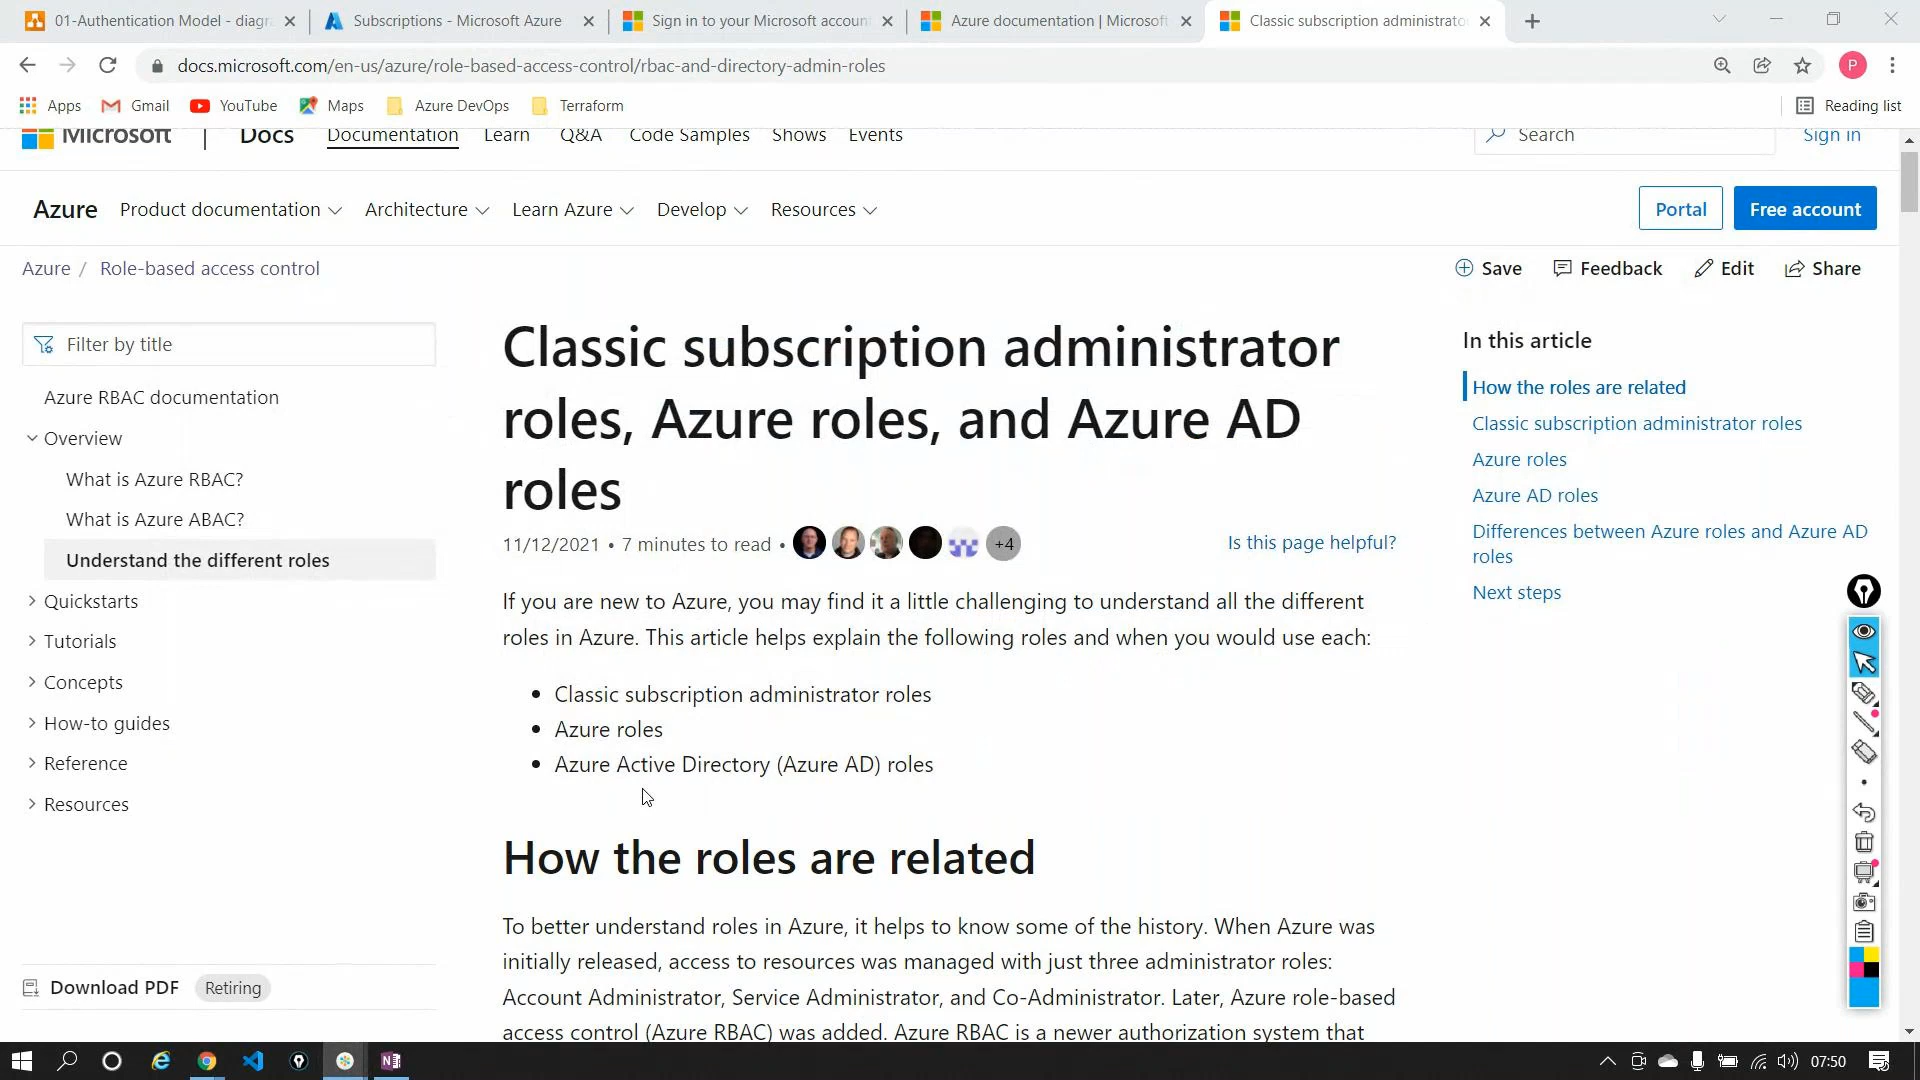 01-Authentication Model - diagr
Subscriptions - Microsoft Azure
Sign in to your Microsoft accoun
Azure documentation | Microsoft
Classic subscription administrato
docs.microsoft.com/en-us/azure/role-based-access-control/rbac-and-directory-admin-roles
P
Apps
Gmail
YouTube
Maps
Azure DevOps
Terraform
Reading list
Microsoft
Docs
Documentation
Learn
Q&A
Code Samples
Shows
Events
Search
Sign in
Azure
Product documentation
Architecture
Learn Azure
Develop
Resources
Portal
Free account
Azure / Role-based access control
Save
Feedback
Edit
Share
Filter by title
Azure RBAC documentation
Overview
What is Azure RBAC?
What is Azure ABAC?
Understand the different roles
Quickstarts
Tutorials
Concepts
How-to guides
Reference
Resources
Download PDF
Retiring
Classic subscription administrator
roles, Azure roles, and Azure AD
roles
11/12/2021 • 7 minutes to read •
+4
Is this page helpful?
If you are new to Azure, you may find it a little challenging to understand all the different
roles in Azure. This article helps explain the following roles and when you would use each:
• Classic subscription administrator roles
• Azure roles
• Azure Active Directory (Azure AD) roles
How the roles are related
To better understand roles in Azure, it helps to know some of the history. When Azure was
initially released, access to resources was managed with just three administrator roles:
Account Administrator, Service Administrator, and Co-Administrator. Later, Azure role-based
access control (Azure RBAC) was added. Azure RBAC is a newer authorization system that
In this article
How the roles are related
Classic subscription administrator roles
Azure roles
Azure AD roles
Differences between Azure roles and Azure AD
roles
Next steps
07:50